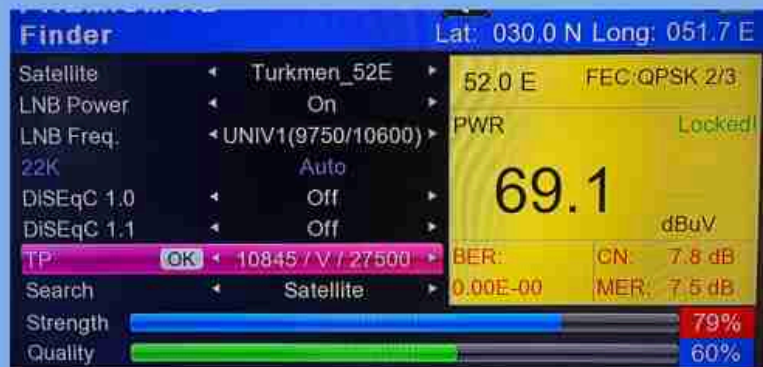 Finder Lat: 030.0 N Long: 051.7 E
Satellite Turkmen_52E
LNB Power On
LNB Freq. UNIV1(9750/10600)
22K Auto
DiSEqC 1.0 Off
DiSEqC 1.1 Off
TP OK 10845 / V / 27500
Search Satellite
52.0 E FEC:QPSK 2/3
PWR Locked!
69.1
dBuV
BER: CN: 7.8 dB
0.00E-00 MER: 7.5 dB
Strength 79%
Quality 60%